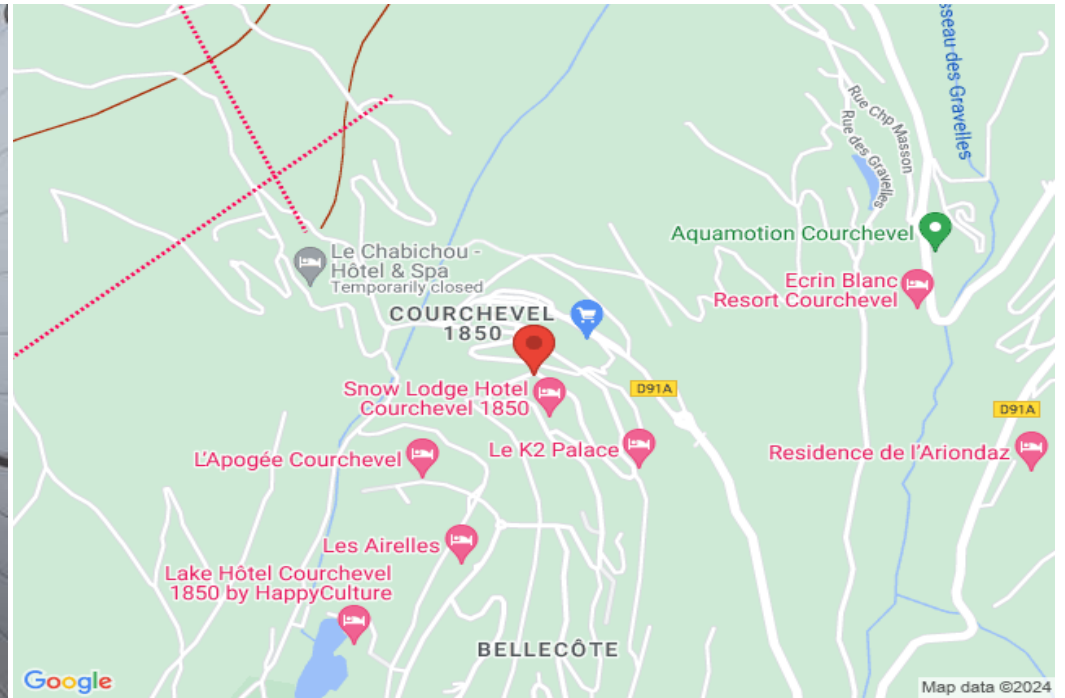 sseau des Gravelles
Rue Chp Masson
Rue des Gravelles
Aquamotion Courchevel
Le Chabichou -
Hôtel & Spa
Temporarily closed
Ecrin Blanc
Resort Courchevel
COURCHEVEL
1850
Snow Lodge Hotel
Courchevel 1850
D91A
D91A
L'Apogée Courchevel
Le K2 Palace
Residence de l'Ariondaz
Les Airelles
Lake Hôtel Courchevel
1850 by HappyCulture
BELLECÔTE
Google
Map data ©2024